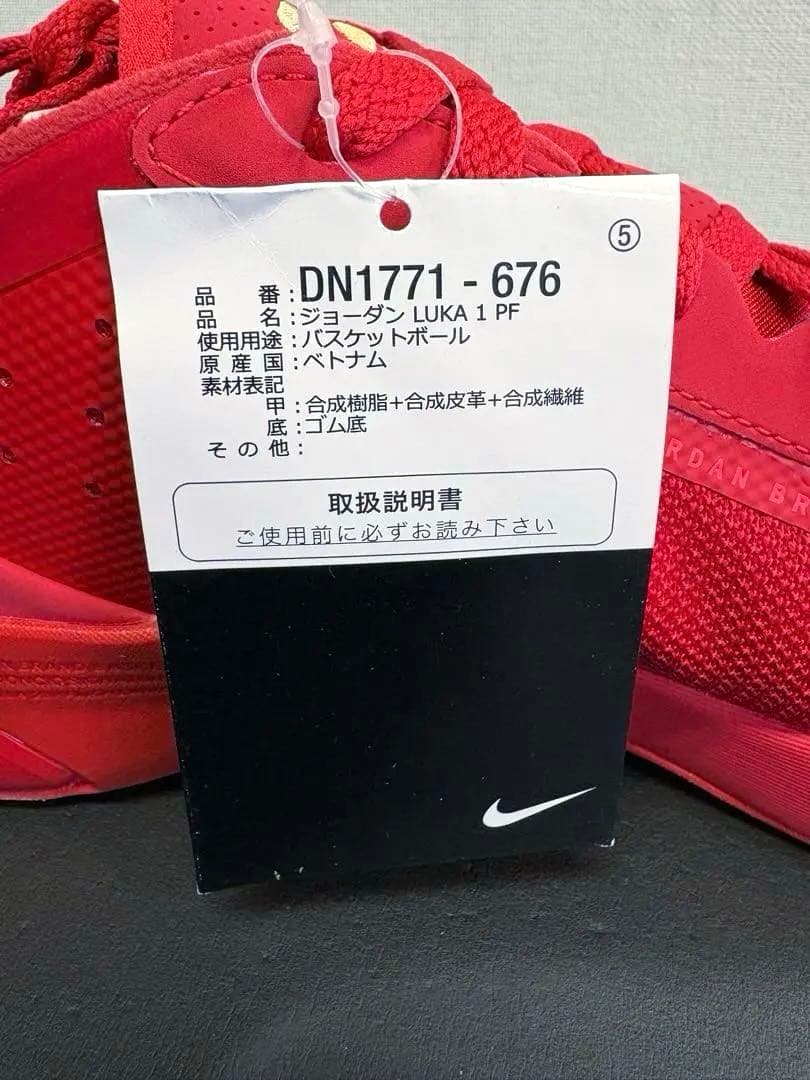 ⑤
品 番:DN1771 - 676
品 名:ジョーダン LUKA 1 PF
使用用途:バスケットボール
原産国:ベトナム
素材表記
甲:合成樹脂+合成皮革+合成繊維
底:ゴム底
その他:
取扱説明書
ご使用前に必ずお読み下さい